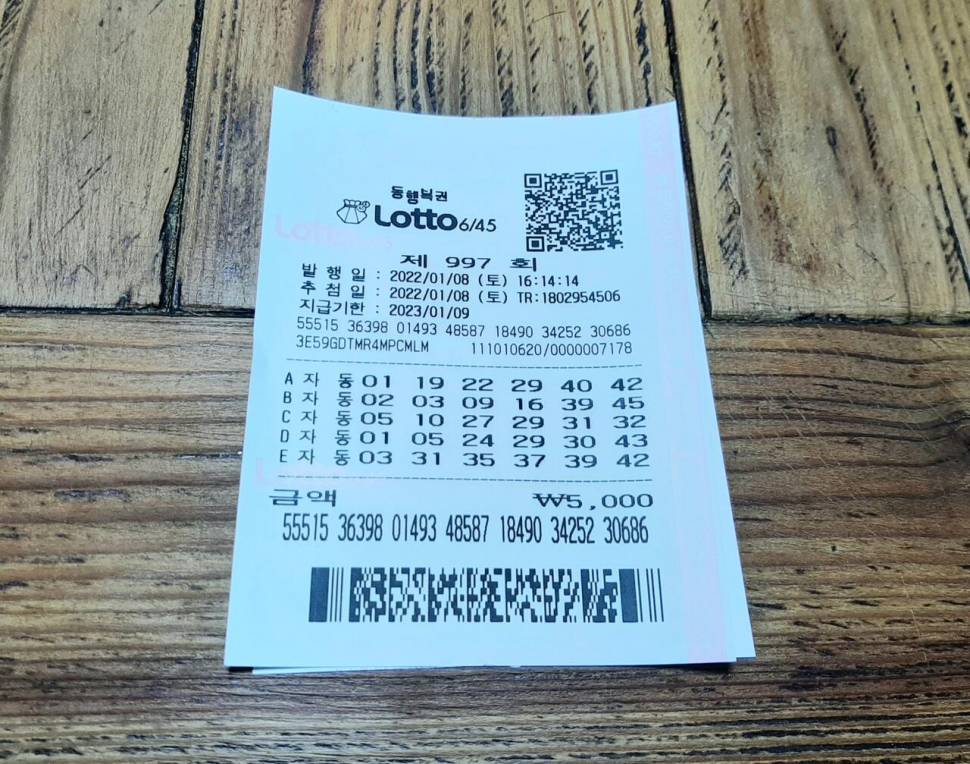 동행복권
Lotto 6/45
제 997 회
발 행 일 : 2022/01/08 (토) 16:14:14
추 첨 일 : 2022/01/08 (토) TR:1802954506
지급기한 : 2023/01/09
55515 36398 01493 48587 18490 34252 30686
3E59GDTMR4MPCMLM 111010620/0000007178
A 자 동 01 19 22 29 40 42
B 자 동 02 03 09 16 39 45
C 자 동 05 10 27 29 31 32
D 자 동 01 05 24 29 30 43
E 자 동 03 31 35 37 39 42
금액 ₩5,000
55515 36398 01493 48587 18490 34252 30686